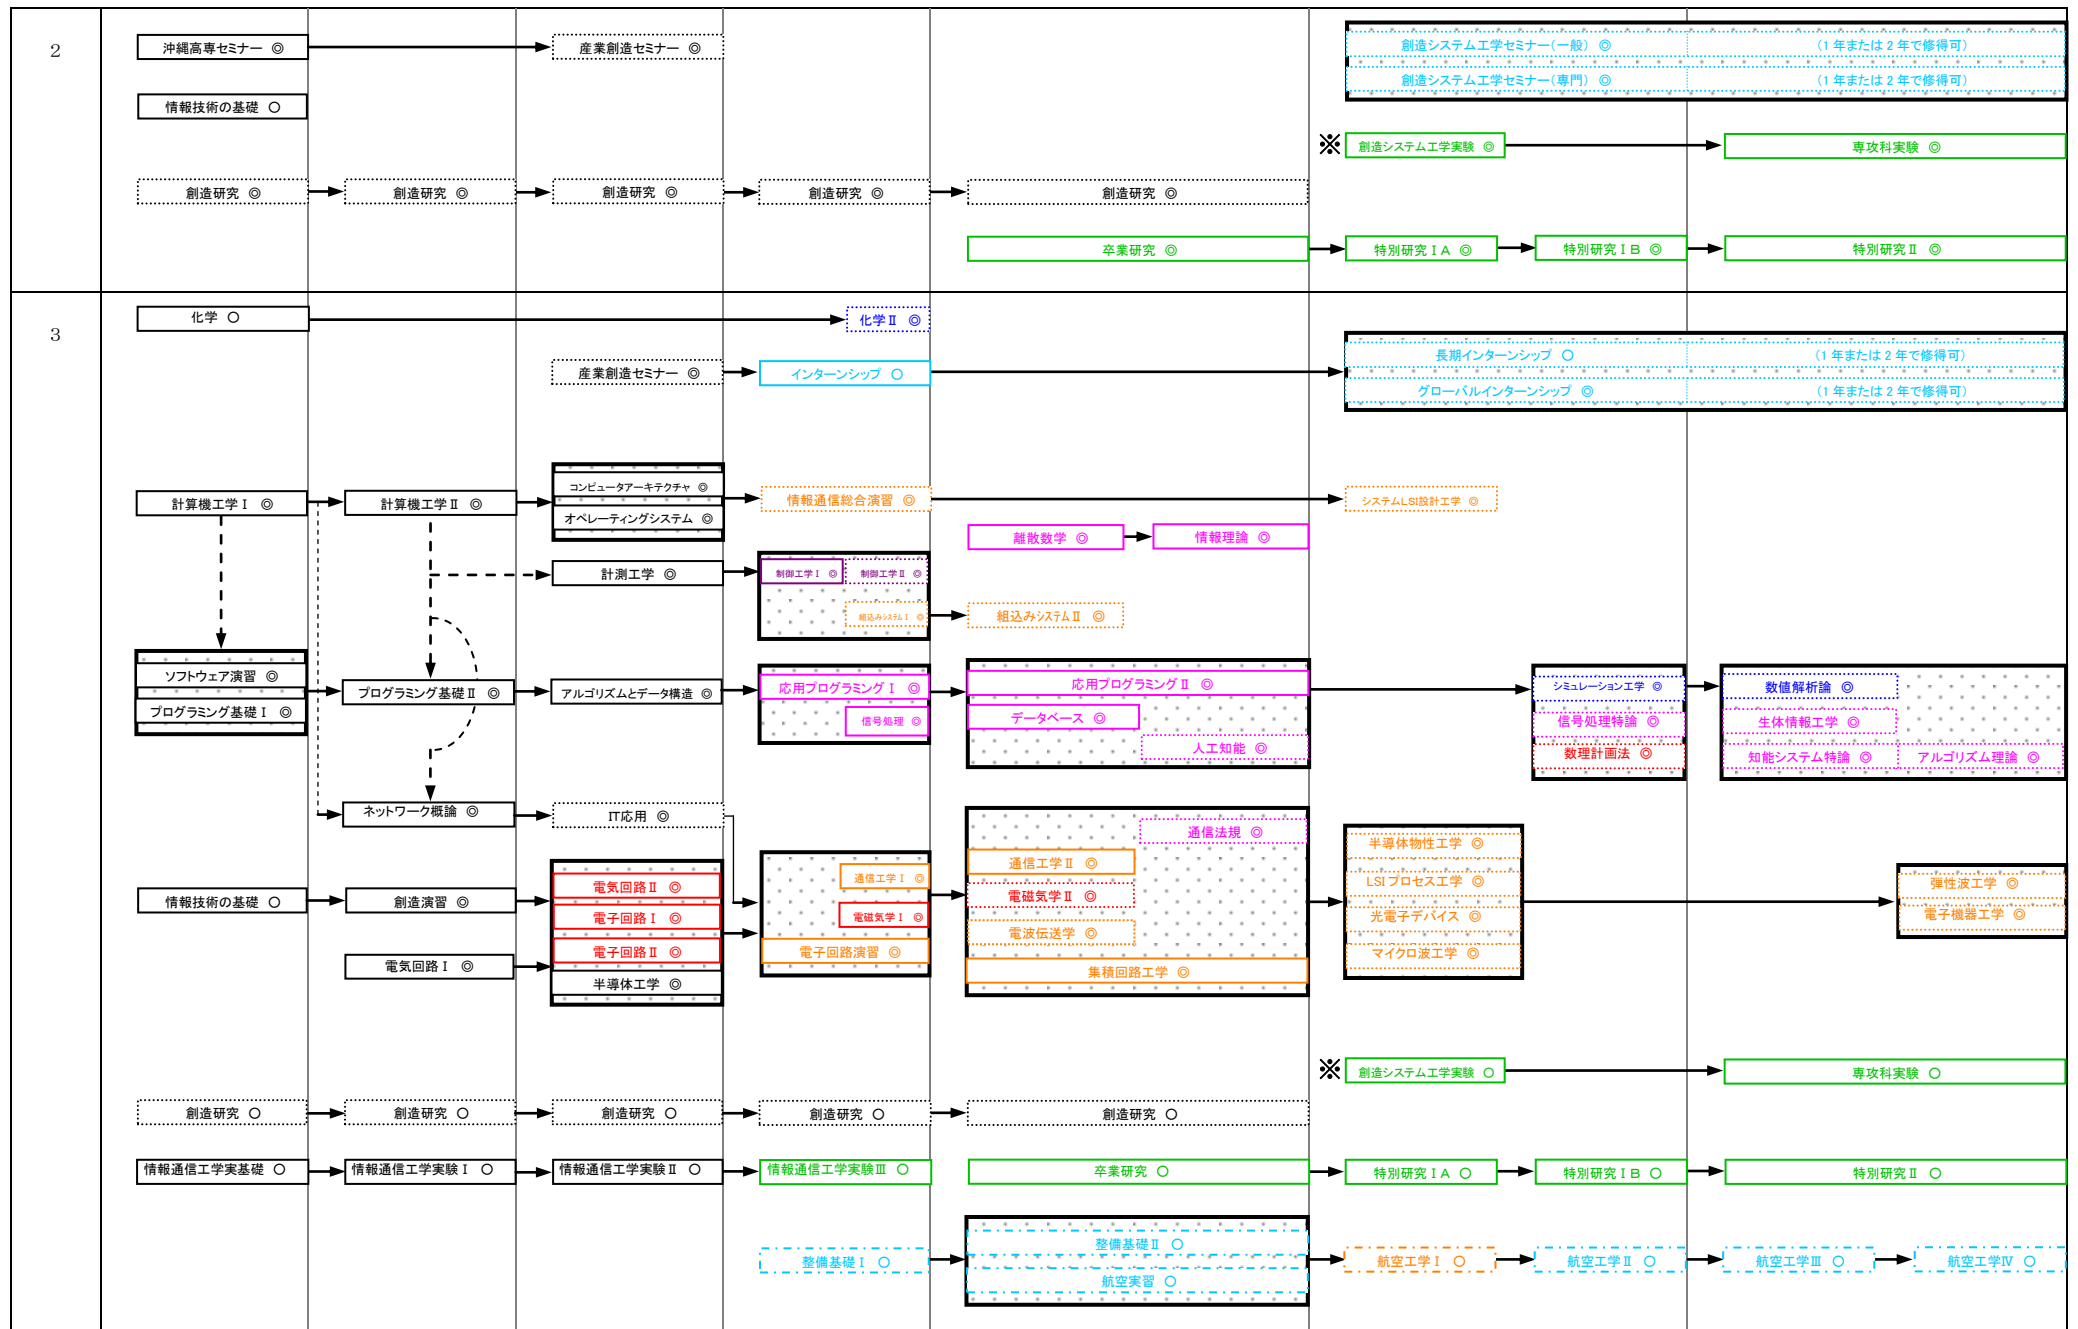 2
沖縄高専セミナー ◎
産業創造セミナー ◎
創造システム工学セミナー(一般) ◎
(1 年または 2 年で修得可)
創造システム工学セミナー(専門) ◎
(1 年または 2 年で修得可)
情報技術の基礎 ○
※
創造システム工学実験 ◎
専攻科実験 ◎
創造研究 ◎
創造研究 ◎
創造研究 ◎
創造研究 ◎
創造研究 ◎
卒業研究 ◎
特別研究ⅠA ◎
特別研究ⅠB ◎
特別研究Ⅱ ◎
3
化学 ○
化学Ⅱ ◎
長期インターンシップ ○
(1 年または 2 年で修得可)
産業創造セミナー ◎
インターンシップ ○
グローバルインターンシップ ◎
(1 年または 2 年で修得可)
計算機工学Ⅰ ◎
計算機工学Ⅱ ◎
コンピュータアーキテクチャ ◎
オペレーティングシステム ◎
情報通信総合演習 ◎
システムLSI設計工学 ◎
離散数学 ◎
情報理論 ◎
計測工学 ◎
制御工学Ⅰ ◎
制御工学Ⅱ ◎
組込みシステムⅠ ◎
組込みシステムⅡ ◎
ソフトウェア演習 ◎
プログラミング基礎Ⅰ ◎
プログラミング基礎Ⅱ ◎
アルゴリズムとデータ構造 ◎
応用プログラミングⅠ ◎
信号処理 ◎
応用プログラミングⅡ ◎
データベース ◎
人工知能 ◎
シミュレーション工学 ◎
信号処理特論 ◎
数理計画法 ◎
数値解析論 ◎
生体情報工学 ◎
知能システム特論 ◎
アルゴリズム理論 ◎
ネットワーク概論 ◎
IT応用 ◎
情報技術の基礎 ○
創造演習 ◎
電気回路Ⅰ ◎
電気回路Ⅱ ◎
電子回路Ⅰ ◎
電子回路Ⅱ ◎
半導体工学 ◎
通信工学Ⅰ ◎
電磁気学Ⅰ ◎
電子回路演習 ◎
通信法規 ◎
通信工学Ⅱ ◎
電磁気学Ⅱ ◎
電波伝送学 ◎
集積回路工学 ◎
半導体物性工学 ◎
LSIプロセス工学 ◎
光電子デバイス ◎
マイクロ波工学 ◎
弾性波工学 ◎
電子機器工学 ◎
※
創造システム工学実験 ○
専攻科実験 ○
創造研究 ○
創造研究 ○
創造研究 ○
創造研究 ○
創造研究 ○
情報通信工学実基礎 ○
情報通信工学実験Ⅰ ○
情報通信工学実験Ⅱ ○
情報通信工学実験Ⅲ ○
卒業研究 ○
特別研究ⅠA ○
特別研究ⅠB ○
特別研究Ⅱ ○
整備基礎Ⅰ ○
整備基礎Ⅱ ○
航空実習 ○
航空工学Ⅰ ○
航空工学Ⅱ ○
航空工学Ⅲ ○
航空工学Ⅳ ○